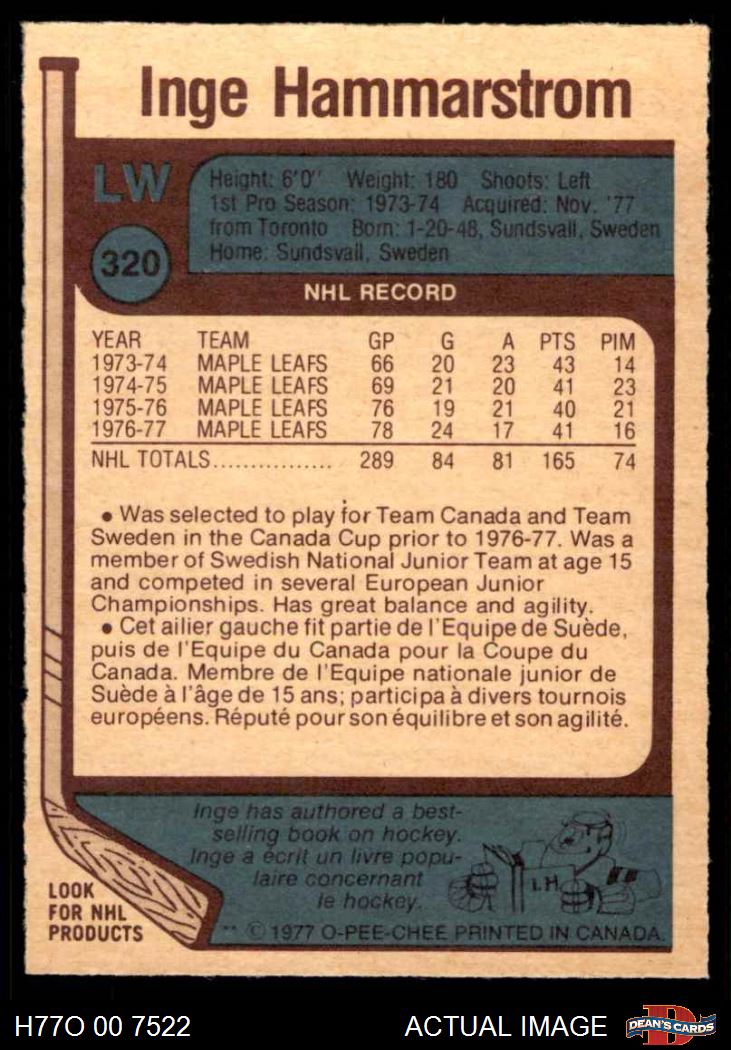 Inge Hammarstrom
LW
Height: 6'0" Weight: 180 Shoots: Left
1st Pro Season: 1973-74 Acquired: Nov. '77
from Toronto Born: 1-20-48, Sundsvall, Sweden
Home: Sundsvall, Sweden
320
NHL RECORD
YEAR TEAM GP G A PTS PIM
1973-74 MAPLE LEAFS 66 20 23 43 14
1974-75 MAPLE LEAFS 69 21 20 41 23
1975-76 MAPLE LEAFS 76 19 21 40 21
1976-77 MAPLE LEAFS 78 24 17 41 16
NHL TOTALS................ 289 84 81 165 74
• Was selected to play for Team Canada and Team
Sweden in the Canada Cup prior to 1976-77. Was a
member of Swedish National Junior Team at age 15
and competed in several European Junior
Championships. Has great balance and agility.
• Cet ailier gauche fit partie de l'Equipe de Suède,
puis de l'Equipe du Canada pour la Coupe du
Canada. Membre de l'Equipe nationale junior de
Suède à l'âge de 15 ans; participa à divers tournois
européens. Réputé pour son équilibre et son agilité.
Inge has authored a best-
selling book on hockey.
Inge a écrit un livre popu-
laire concernant
le hockey.
I.H.
LOOK
FOR NHL
PRODUCTS
** © 1977 O-PEE-CHEE PRINTED IN CANADA.
H77O 00 7522 ACTUAL IMAGE
D
DEAN'S CARDS